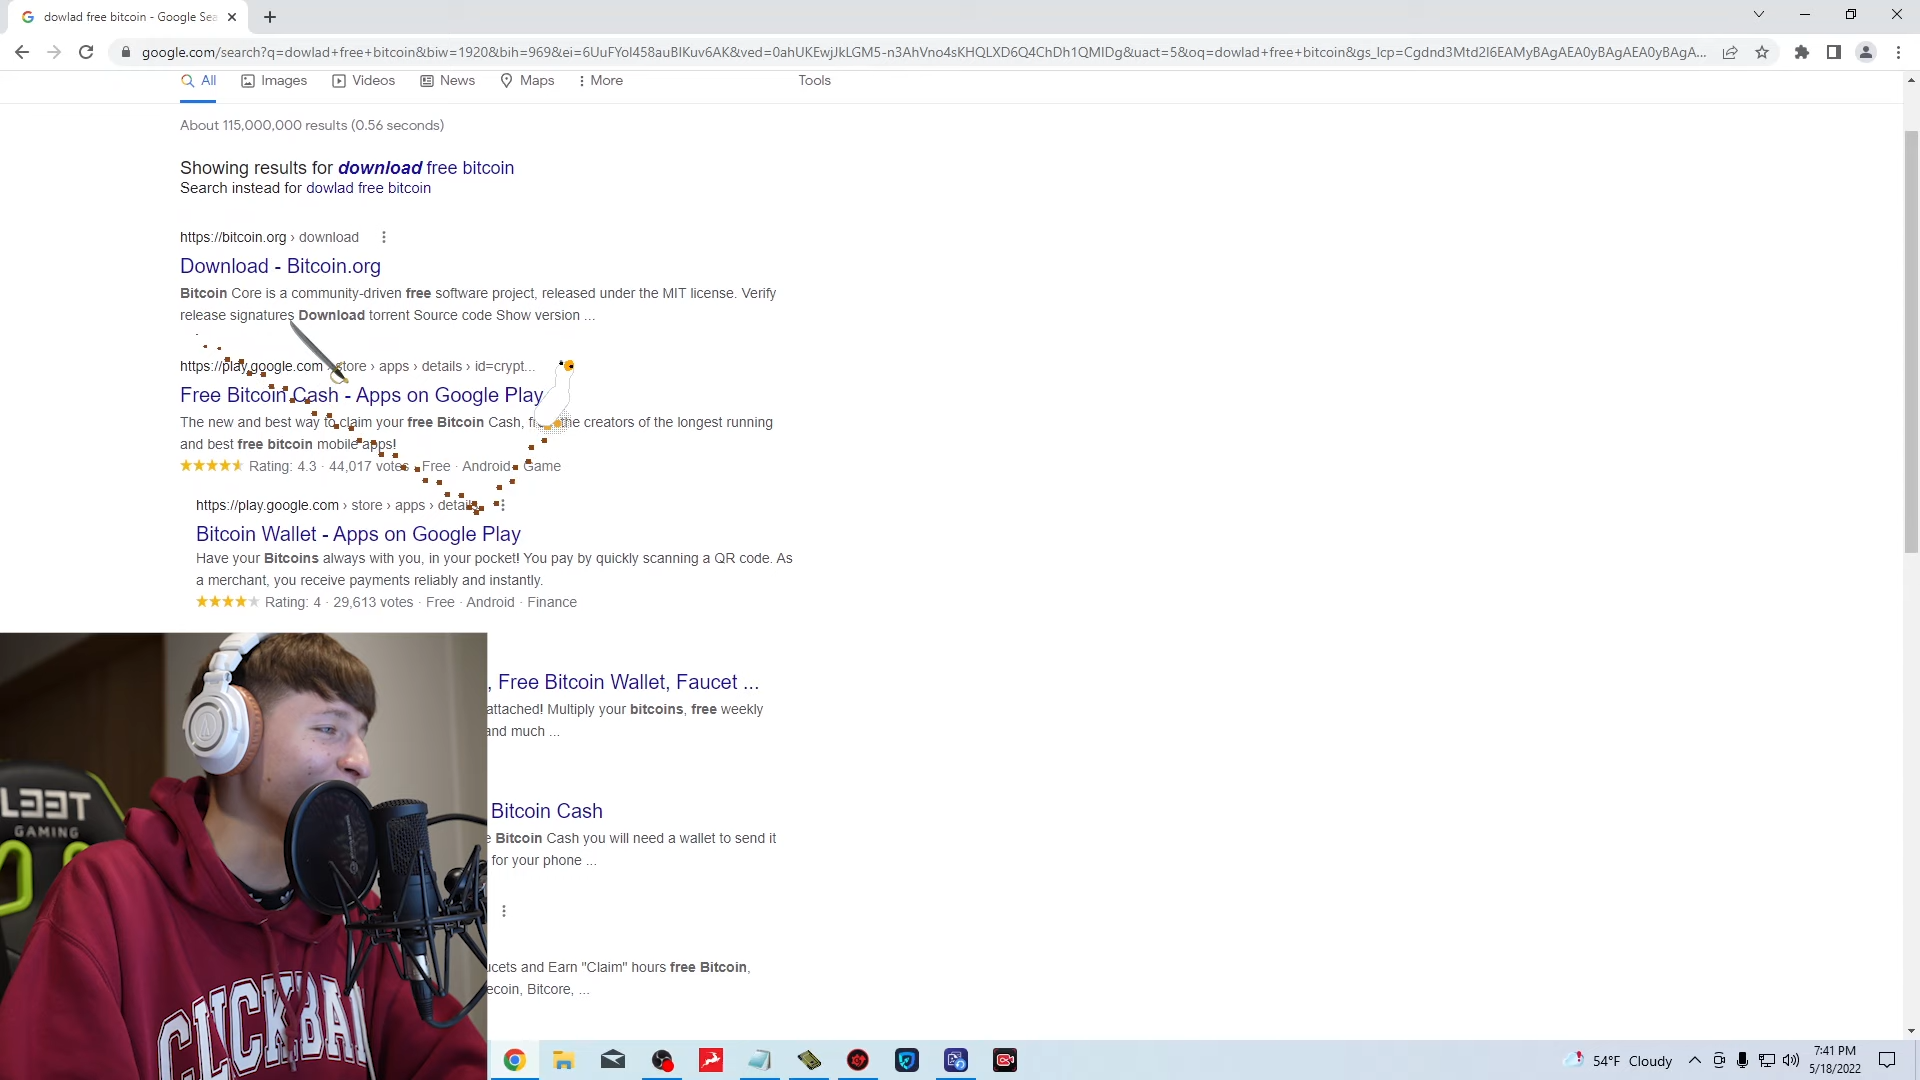 dowlad free bitcoin - Google Sea
google.com/search?q=dowlad+free+bitcoin&biw=1920&bih=969&ei=6UuFYoI458auBIKuv6AK&ved=0ahUKEwjJkLGM5-n3AhVno4sKHQLXD6Q4ChDh1QMIDg&uact=5&oq=dowlad+free+bitcoin&gs_lcp=Cgdnd3Mtd2l6EAMyBAgAEA0yBAgAEA0yBAgA...
All Images Videos News Maps More Tools
About 115,000,000 results (0.56 seconds)
Showing results for download free bitcoin
Search instead for dowlad free bitcoin
https://bitcoin.org › download
Download - Bitcoin.org
Bitcoin Core is a community-driven free software project, released under the MIT license. Verify
release signatures Download torrent Source code Show version ...
https://play.google.com › store › apps › details › id=crypt...
Free Bitcoin Cash - Apps on Google Play
The new and best way to claim your free Bitcoin Cash, the creators of the longest running
and best free bitcoin mobile apps!
Rating: 4.3 · 44,017 votes · Free · Android · Game
https://play.google.com › store › apps › details
Bitcoin Wallet - Apps on Google Play
Have your Bitcoins always with you, in your pocket! You pay by quickly scanning a QR code. As
a merchant, you receive payments reliably and instantly.
Rating: 4 · 29,613 votes · Free · Android · Finance
, Free Bitcoin Wallet, Faucet ...
attached! Multiply your bitcoins, free weekly
and much ...
Bitcoin Cash
Bitcoin Cash you will need a wallet to send it
for your phone ...
ucets and Earn "Claim" hours free Bitcoin,
ecoin, Bitcore, ...
L33T
GAMING
CLICKBA
54°F Cloudy
7:41 PM
5/18/2022